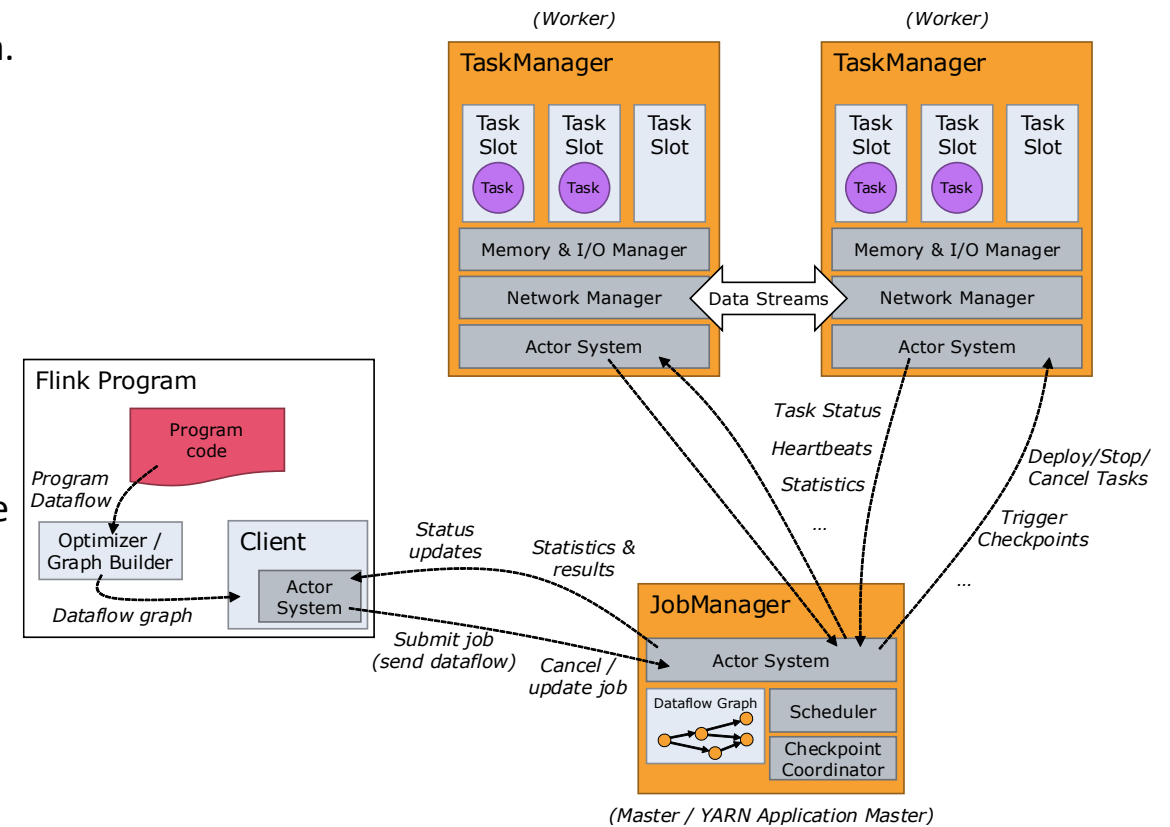 (Worker)
(Worker)
n.
TaskManager
TaskManager
Task
Slot
Task
Slot
Task
Slot
Task
Slot
Task
Slot
Task
Slot
Task
Task
Task
Task
Memory & I/O Manager
Memory & I/O Manager
Network Manager
Data Streams
Network Manager
Actor System
Actor System
Flink Program
Program
code
Program
Dataflow
e
Optimizer /
Graph Builder
Client
Actor
System
Dataflow graph
Status
updates
Statistics &
results
Submit job
(send dataflow)
Cancel /
update job
Task Status
Heartbeats
Statistics
...
Deploy/Stop/
Cancel Tasks
Trigger
Checkpoints
...
JobManager
Actor System
Dataflow Graph
Scheduler
Checkpoint
Coordinator
(Master / YARN Application Master)